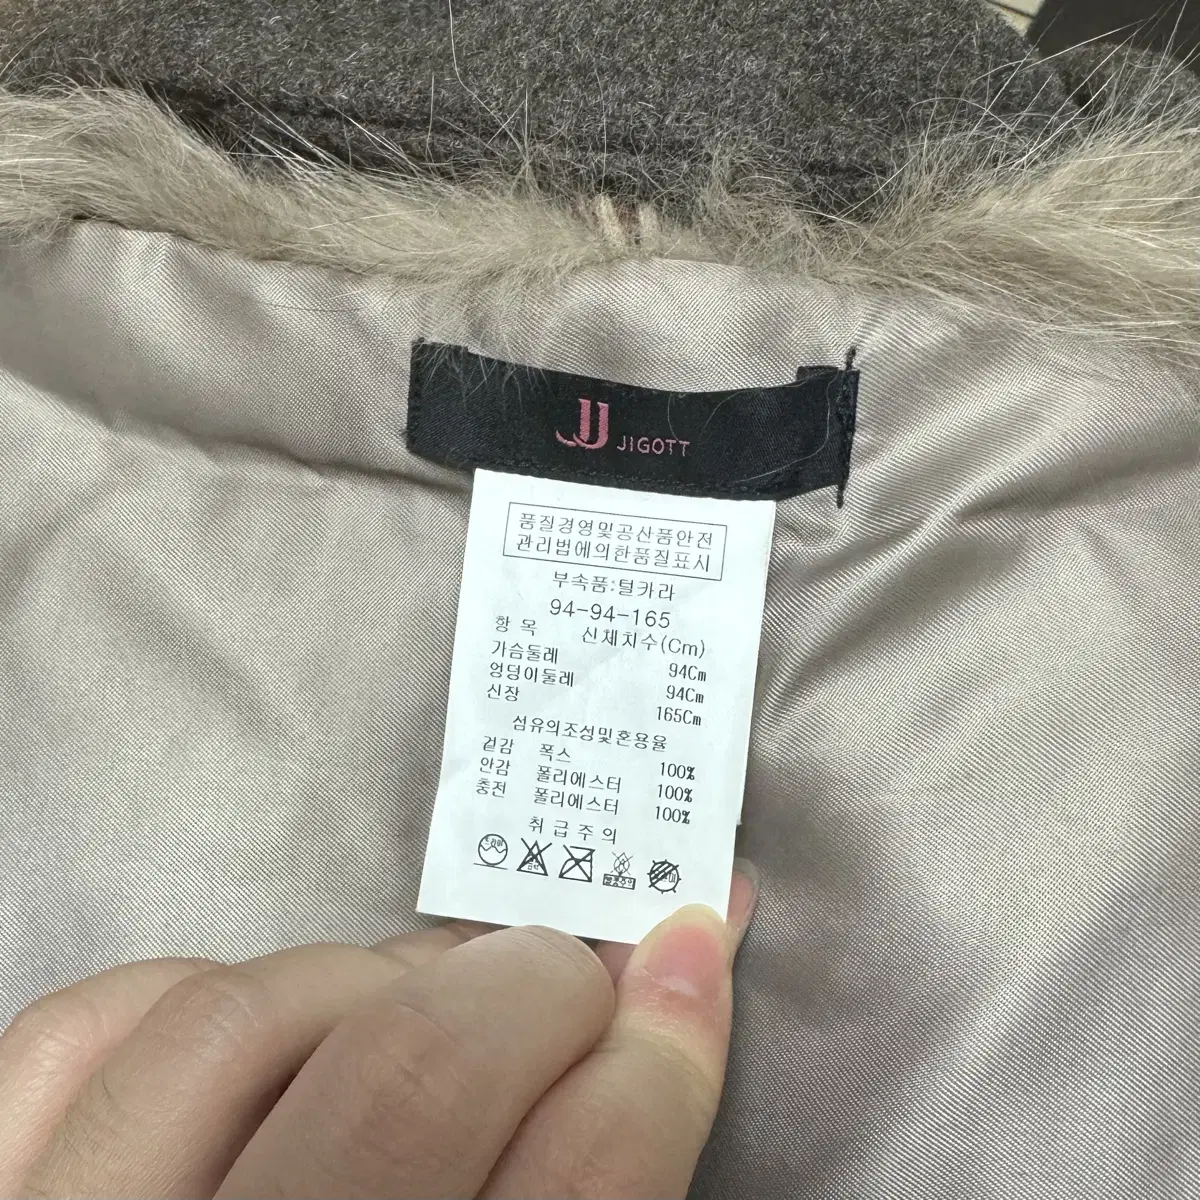 JJ JIGOTT
품질경영및공산품안전
관리법에의한품질표시
부속품:털카라
94-94-165
항 목 신체치수(Cm)
가슴둘레 94Cm
엉덩이둘레 94Cm
신장 165Cm
섬유의조성및혼용율
겉감 폭스 100%
안감 폴리에스터 100%
충전 폴리에스터 100%
취 급 주 의
드라이